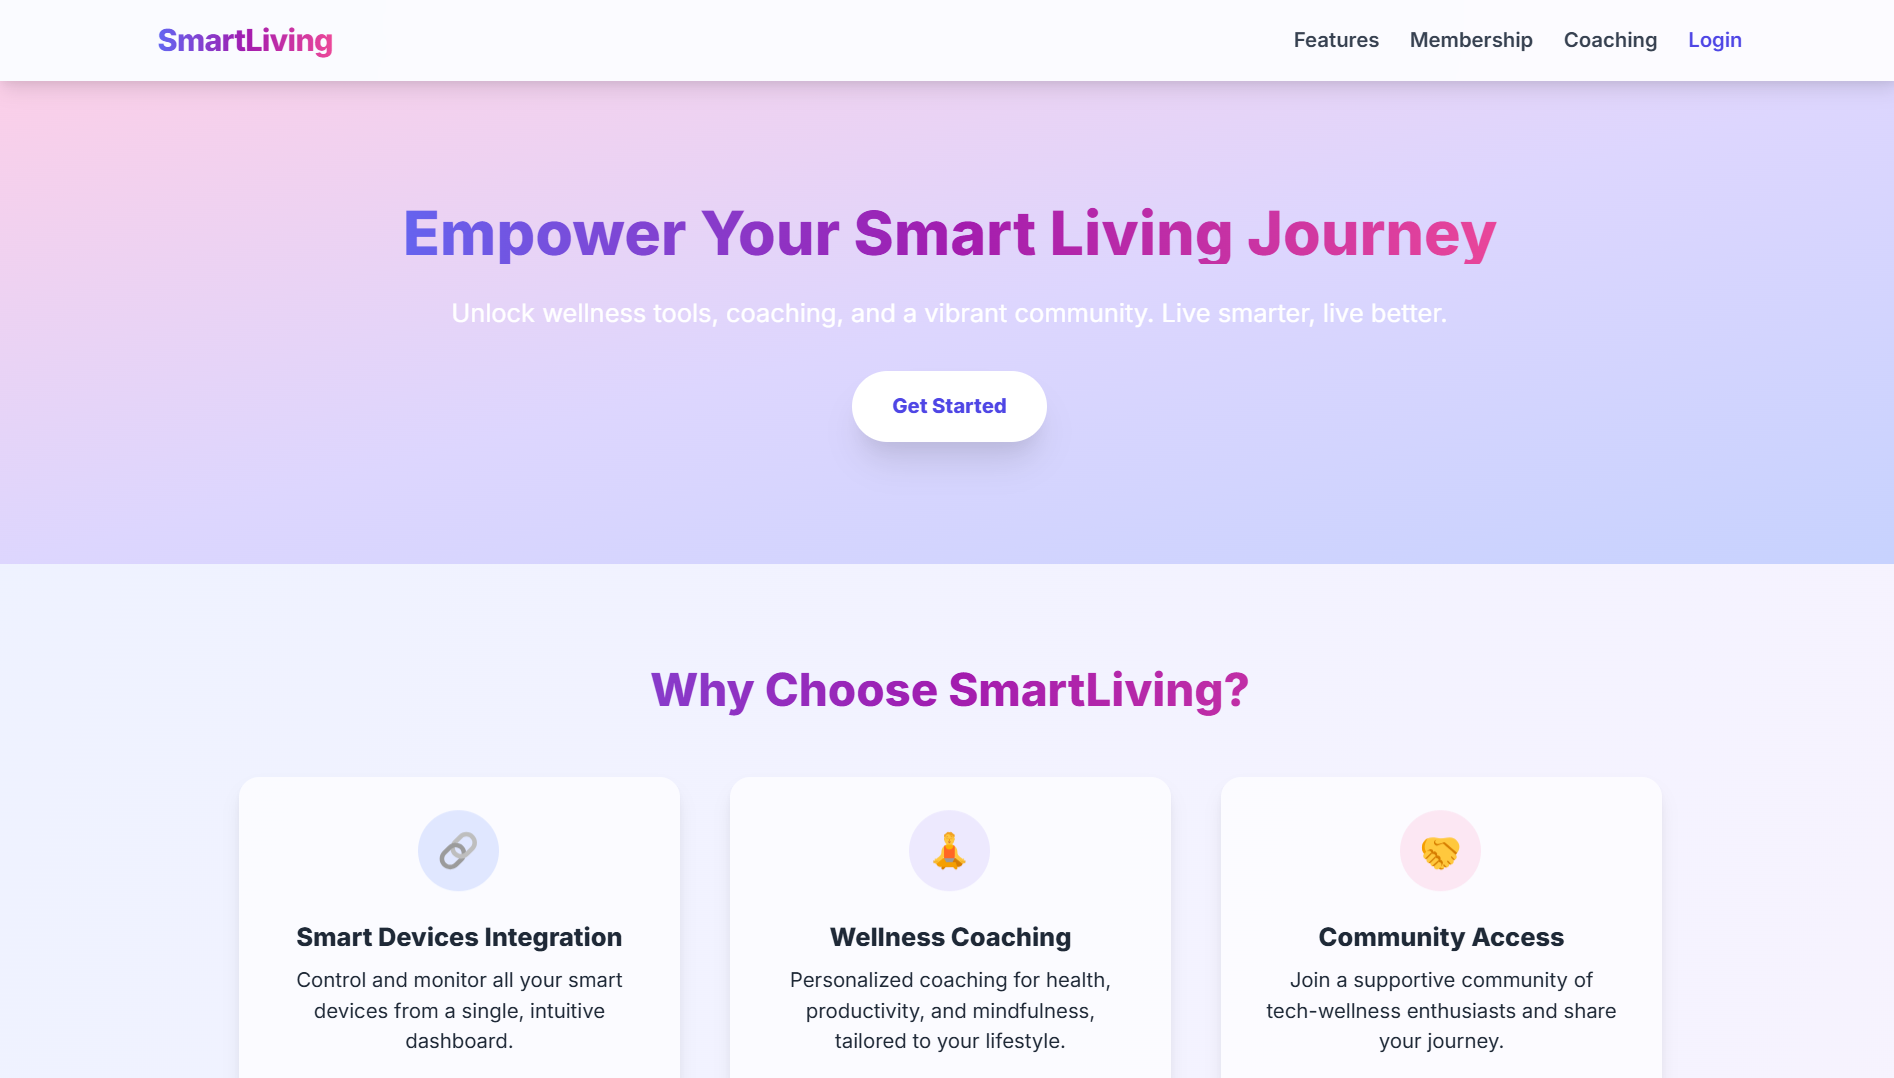 SmartLiving
Features
Membership
Coaching
Login
Empower Your Smart Living Journey
Unlock wellness tools, coaching, and a vibrant community. Live smarter, live better.
Get Started
Why Choose SmartLiving?
Smart Devices Integration
Control and monitor all your smart
devices from a single, intuitive
dashboard.
Wellness Coaching
Personalized coaching for health,
productivity, and mindfulness,
tailored to your lifestyle.
Community Access
Join a supportive community of
tech-wellness enthusiasts and share
your journey.